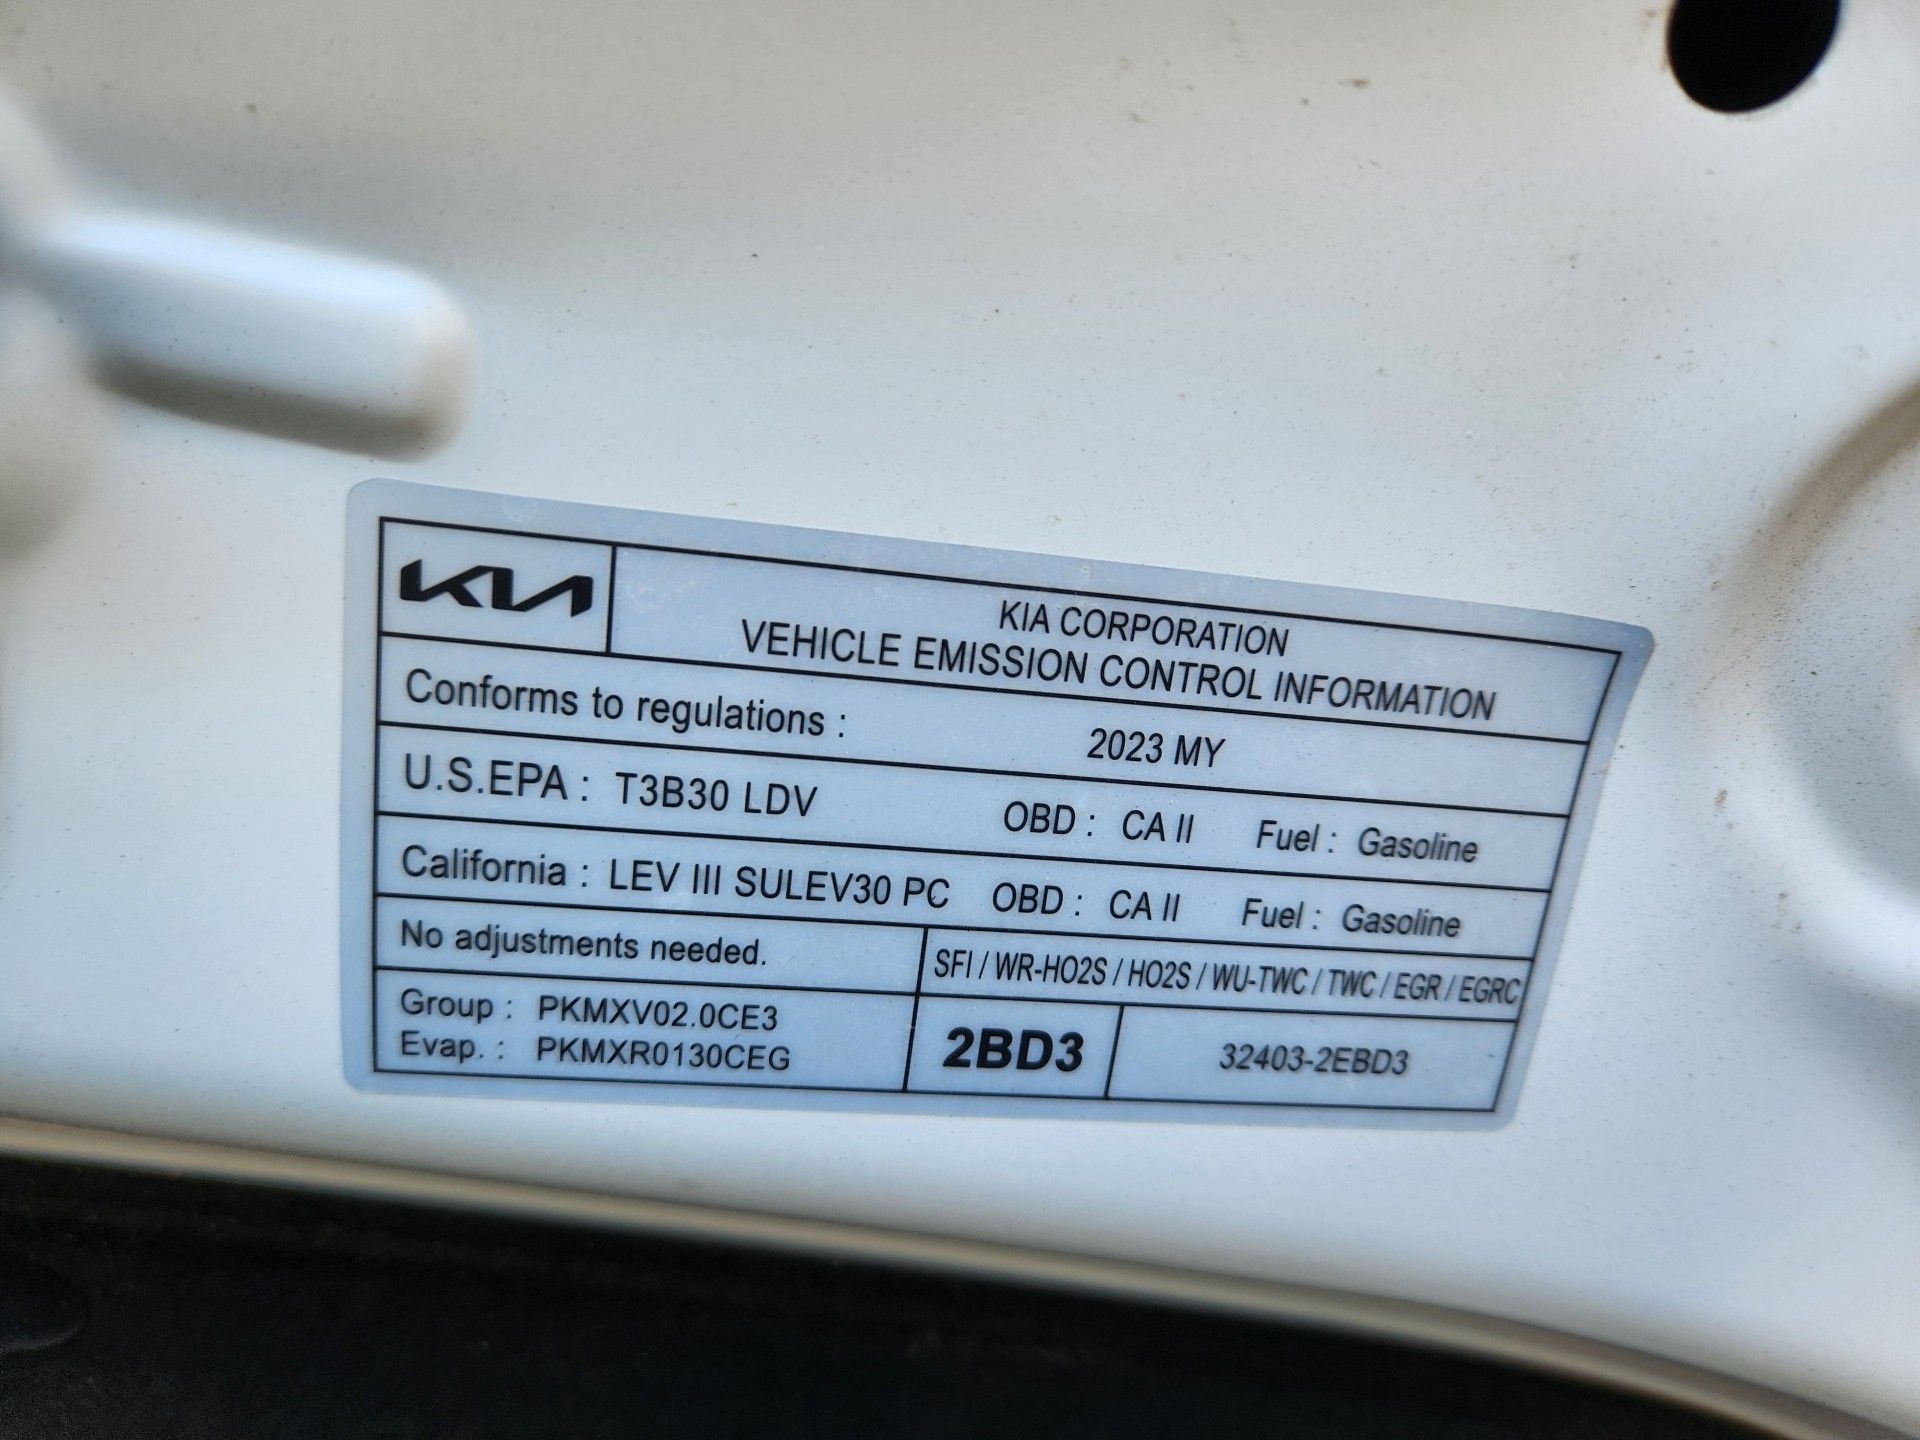 KIA
KIA CORPORATION
VEHICLE EMISSION CONTROL INFORMATION
Conforms to regulations : 2023 MY
U.S.EPA : T3B30 LDV OBD : CA II Fuel : Gasoline
California : LEV III SULEV30 PC OBD : CA II Fuel : Gasoline
No adjustments needed. SFI / WR-HO2S / HO2S / WU-TWC / TWC / EGR / EGRC
Group : PKMXV02.0CE3
Evap. : PKMXR0130CEG
2BD3 32403-2EBD3